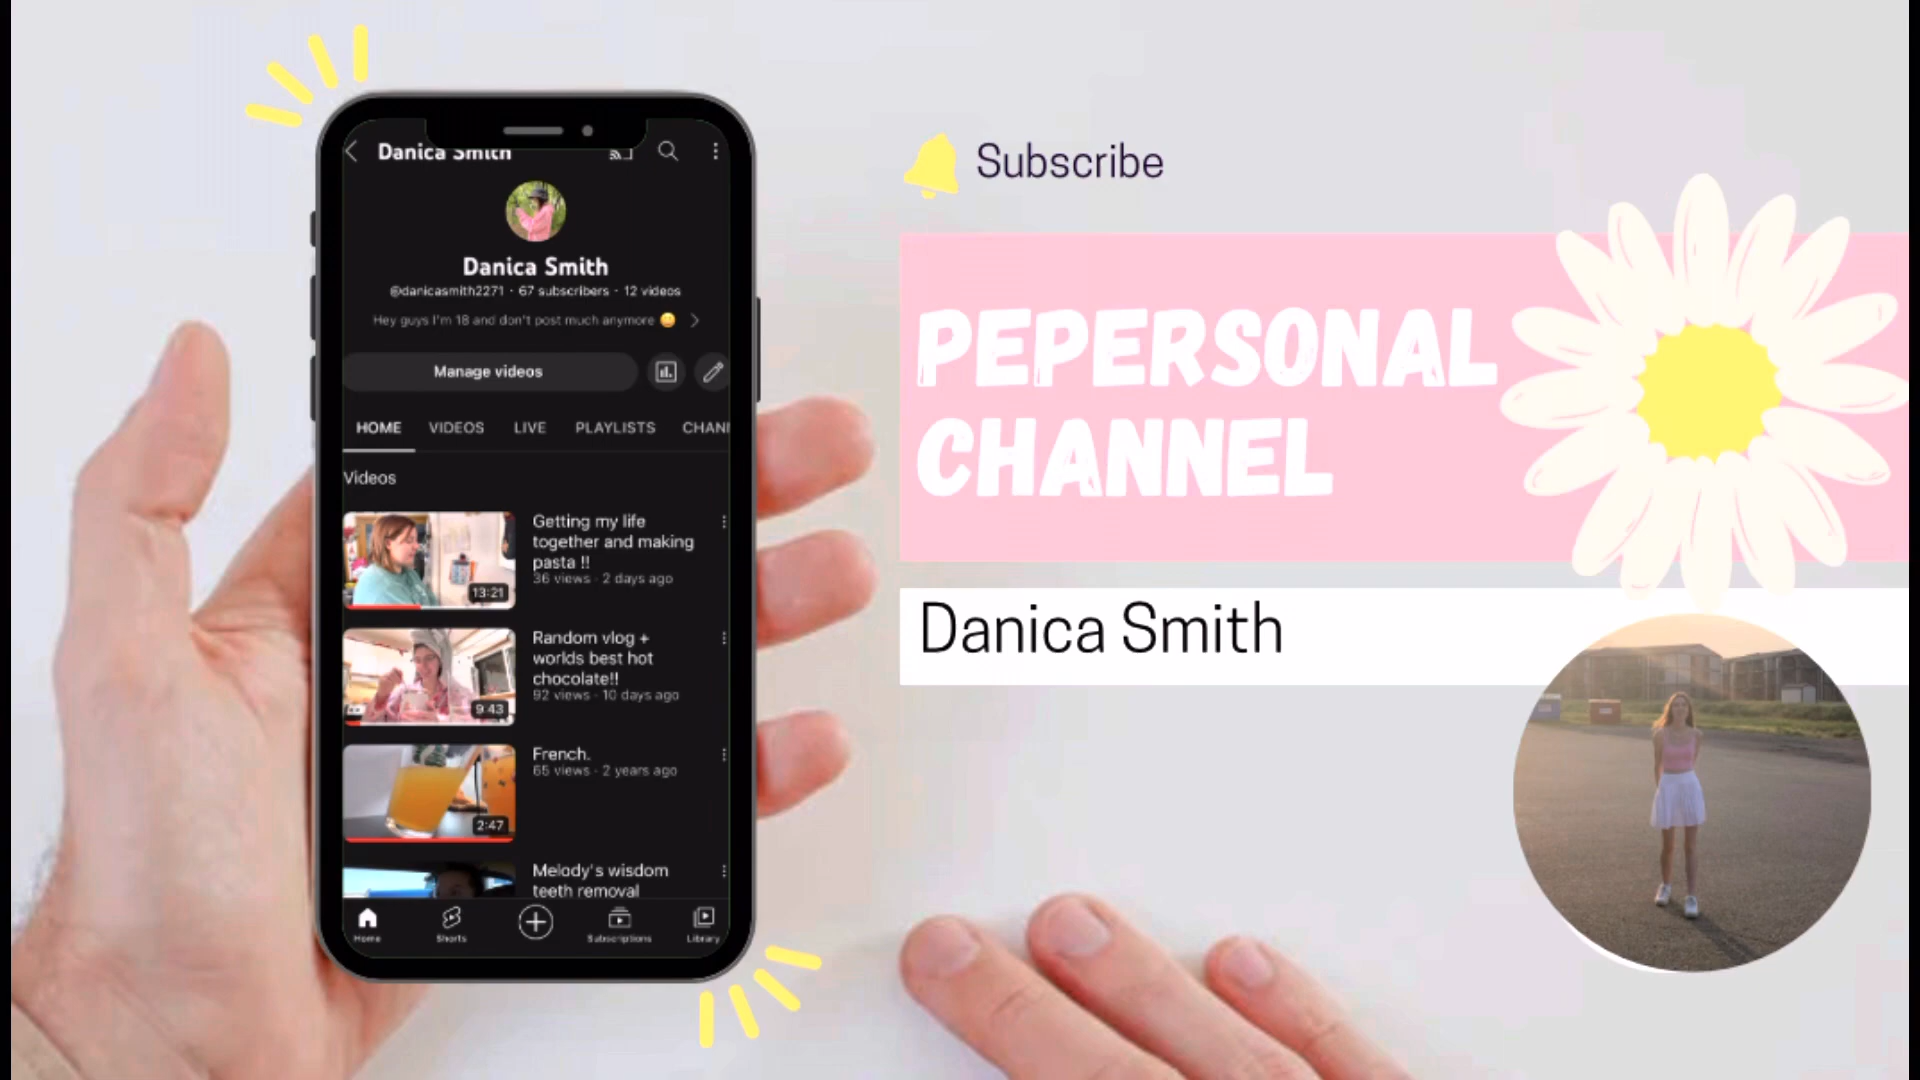 Danica Smith
Danica Smith
@danicasmith2271 · 67 subscribers · 12 videos
Hey guys I'm 18 and don't post much anymore
Manage videos
HOME VIDEOS LIVE PLAYLISTS CHAN
Videos
Getting my life
together and making
pasta !!
36 views · 2 days ago
13:21
Random vlog +
worlds best hot
chocolate!!
92 views · 10 days ago
9:43
French.
65 views · 2 years ago
2:47
Melody's wisdom
teeth removal
Home Shorts Subscriptions Library
Subscribe
PEPERSONAL
CHANNEL
Danica Smith